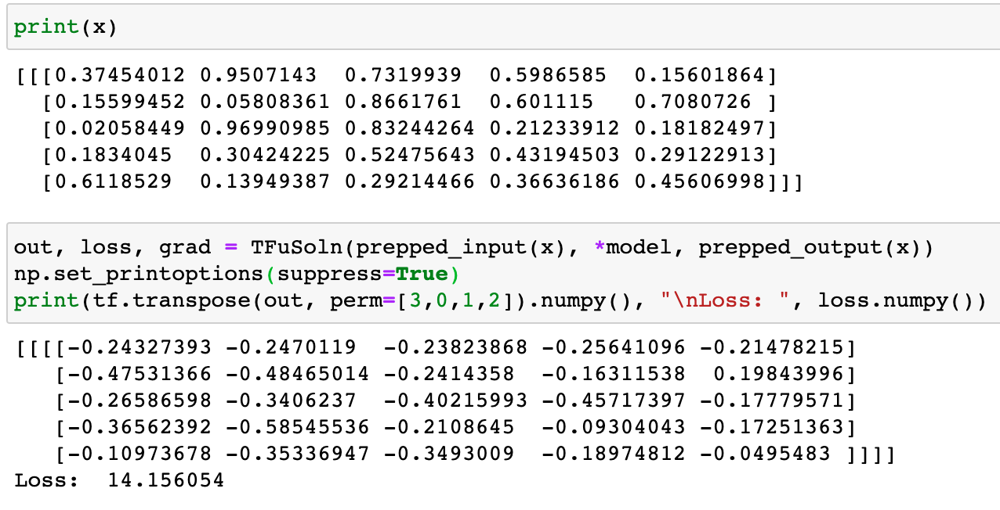 print(x)
[[[0.37454012 0.9507143  0.7319939  0.5986585  0.15601864]
  [0.15599452 0.05808361 0.8661761  0.601115   0.7080726 ]
  [0.02058449 0.96990985 0.83244264 0.21233912 0.18182497]
  [0.1834045  0.30424225 0.52475643 0.43194503 0.29122913]
  [0.6118529  0.13949387 0.29214466 0.36636186 0.45606998]]]
out, loss, grad = TFuSoln(prepped_input(x), *model, prepped_output(x))
np.set_printoptions(suppress=True)
print(tf.transpose(out, perm=[3,0,1,2]).numpy(), "\nLoss: ", loss.numpy())
[[[[-0.24327393 -0.2470119  -0.23823868 -0.25641096 -0.21478215]
   [-0.47531366 -0.48465014 -0.2414358  -0.16311538  0.19843996]
   [-0.26586598 -0.3406237  -0.40215993 -0.45717397 -0.17779571]
   [-0.36562392 -0.58545536 -0.2108645  -0.09304043 -0.17251363]
   [-0.10973678 -0.35336947 -0.3493009  -0.18974812 -0.0495483 ]]]]
Loss:  14.156054